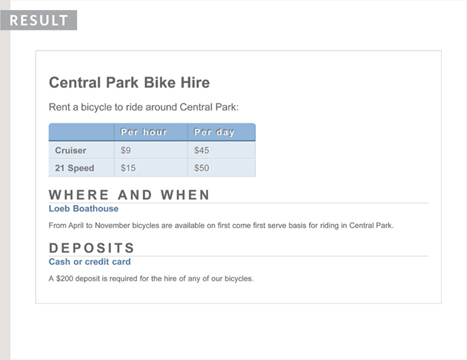 RESULT
Central Park Bike Hire
Rent a bicycle to ride around Central Park:
Per hour Per day
Cruiser $9 $45
21 Speed $15 $50
WHERE AND WHEN
Loeb Boathouse
From April to November bicycles are available on first come first serve basis for riding in Central Park.
DEPOSITS
Cash or credit card
A $200 deposit is required for the hire of any of our bicycles.